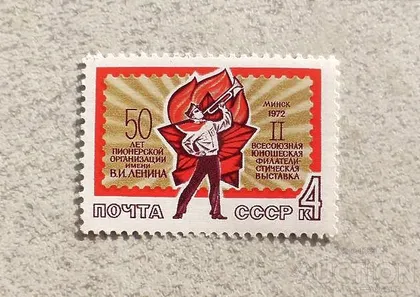 50
ЛЕТ
ПИОНЕРСКОЙ
ОРГАНИЗАЦИИ
ИМЕНИ
В.И.ЛЕНИНА
МИНСК
1972
II
ВСЕСОЮЗНАЯ
ЮНОШЕСКАЯ
ФИЛАТЕЛИ-
СТИЧЕСКАЯ
ВЫСТАВКА
ПОЧТА СССР 4 К